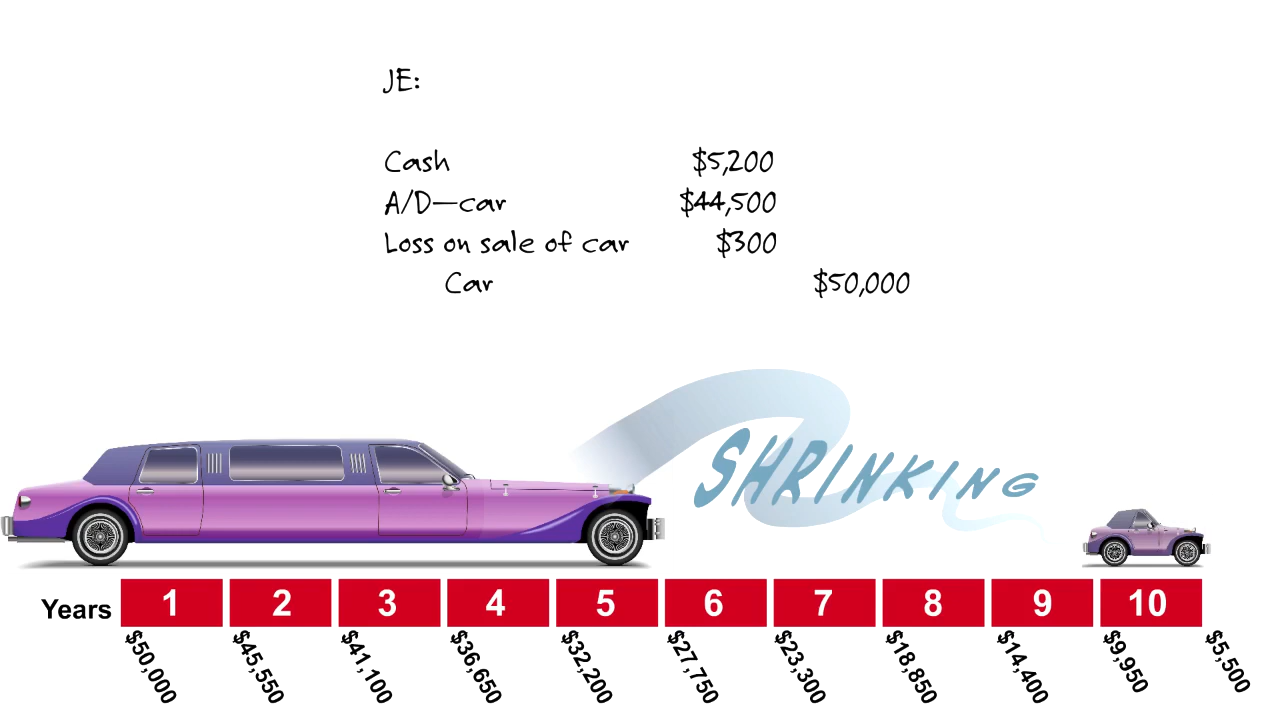 JE:
Cash $5,200
A/D—car $44,500
Loss on sale of car $300
Car $50,000
SHRINKING
Years 1 2 3 4 5 6 7 8 9 10
$50,000 $45,550 $41,100 $36,650 $32,200 $27,750 $23,300 $18,850 $14,400 $9,950 $5,500